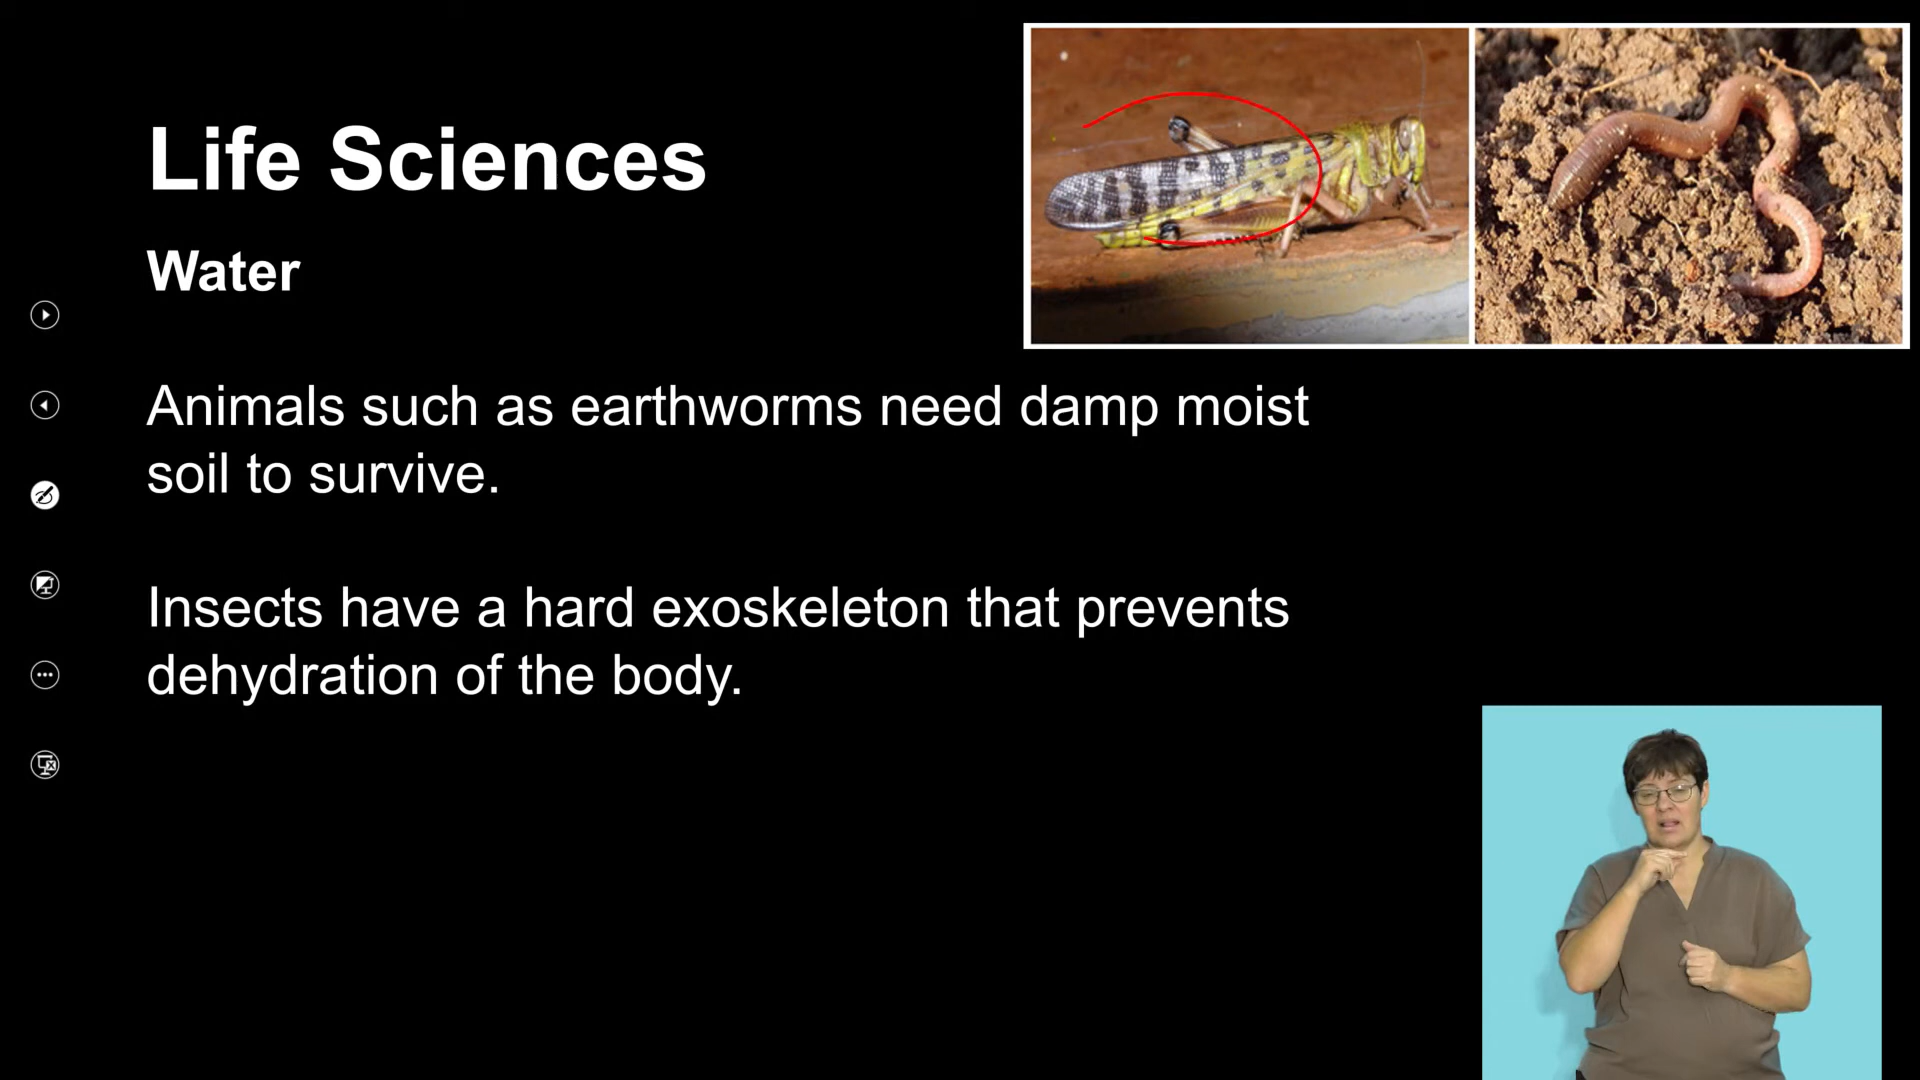 Life Sciences
Water
Animals such as earthworms need damp moist
soil to survive.
Insects have a hard exoskeleton that prevents
dehydration of the body.